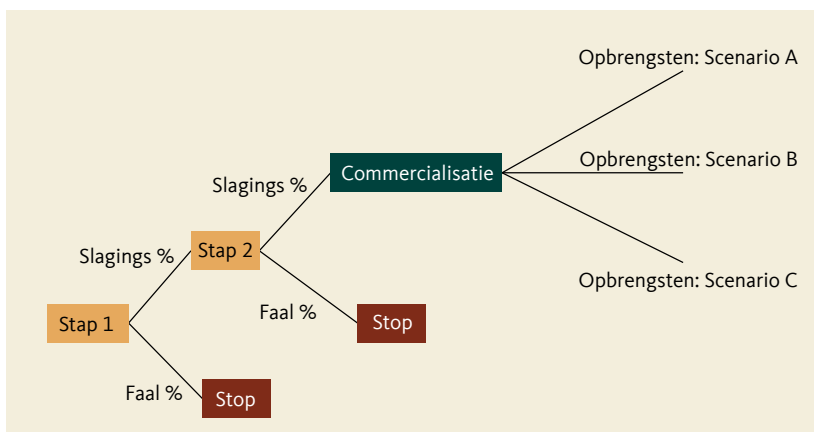 Opbrengsten: Scenario A
Opbrengsten: Scenario B
Commercialisatie
Slagings %
Stap 2
Slagings %
Opbrengsten: Scenario C
Faal %
Stop
Stap 1
Faal %
Stop